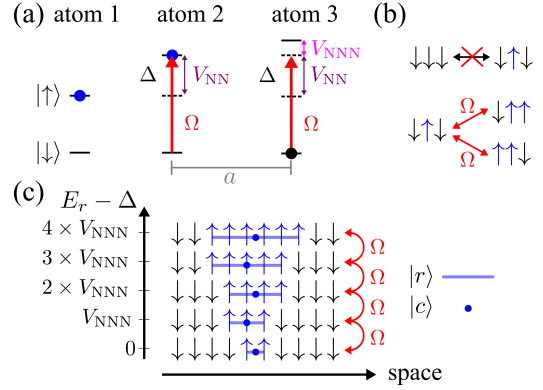 (a) atom 1 atom 2 atom 3 (b)
V_NNN
Δ V_NN Δ V_NN
|↑⟩
Ω Ω
|↓⟩
a
↓↓↓ ↓↑↓
Ω ↓↑↑
↓↑↓
Ω ↑↑↓
(c) E_r − Δ
4 × V_NNN ↓↓↑↑↑↑↑↓↓
3 × V_NNN Ω
2 × V_NNN Ω |r⟩
V_NNN Ω |c⟩
0 Ω
space